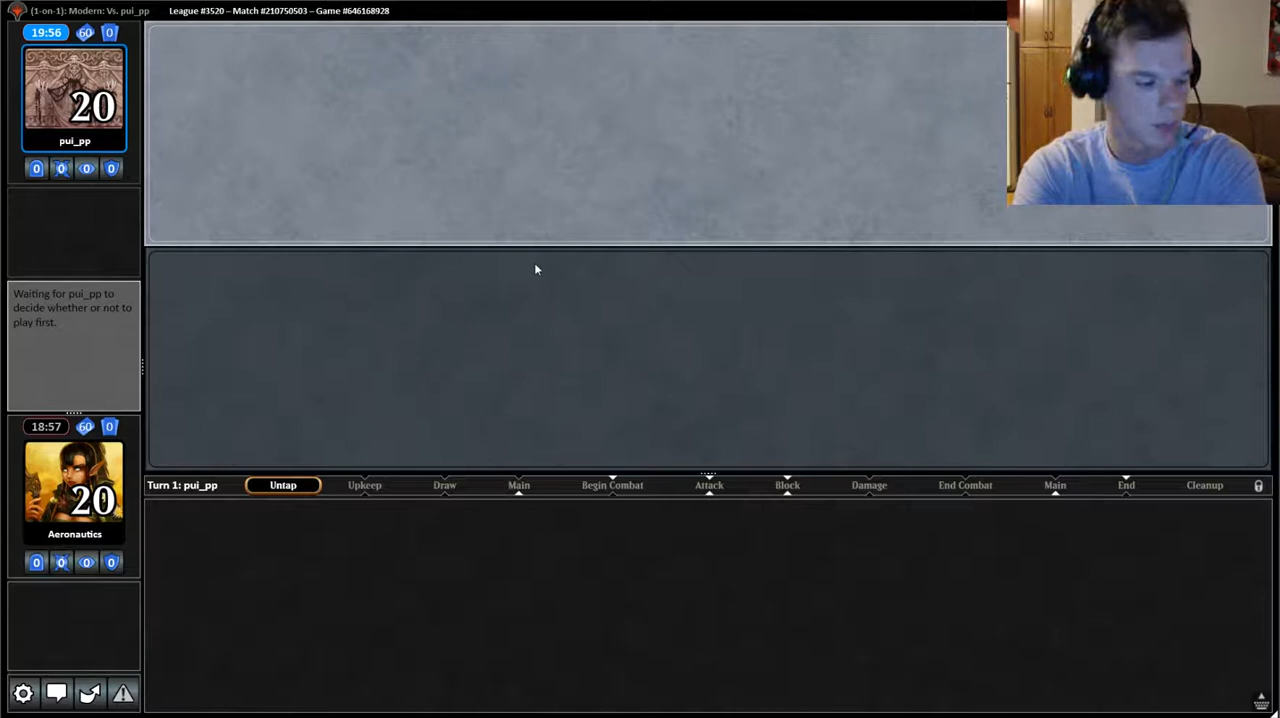 (1-on-1): Modern: Vs. pui_pp League #3520 – Match #210750503 – Game #646168928
19:56 60 0
20
pui_pp
0 0 0 0
Waiting for pui_pp to
decide whether or not to
play first.
18:57 60 0
20
Aeronautics
0 0 0 0
Turn 1: pui_pp Untap Upkeep Draw Main Begin Combat Attack Block Damage End Combat Main End Cleanup